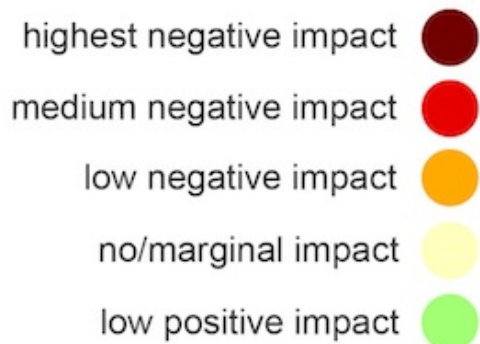 highest negative impact
medium negative impact
low negative impact
no/marginal impact
low positive impact